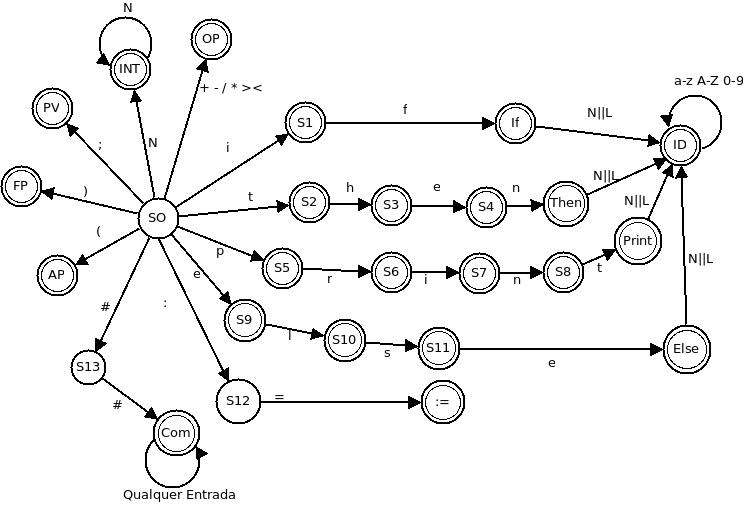 N
OP
INT
+ - / * ><
a-z A-Z 0-9
PV
;
N
i
S1
f
If
N||L
ID
FP
)
t
S2
h
S3
e
S4
n
Then
N||L
SO
(
p
N||L
Print
AP
e
S5
r
S6
i
S7
n
S8
t
N||L
#
:
S9
l
S10
s
S11
e
Else
S13
#
S12
=
:=
Com
Qualquer Entrada